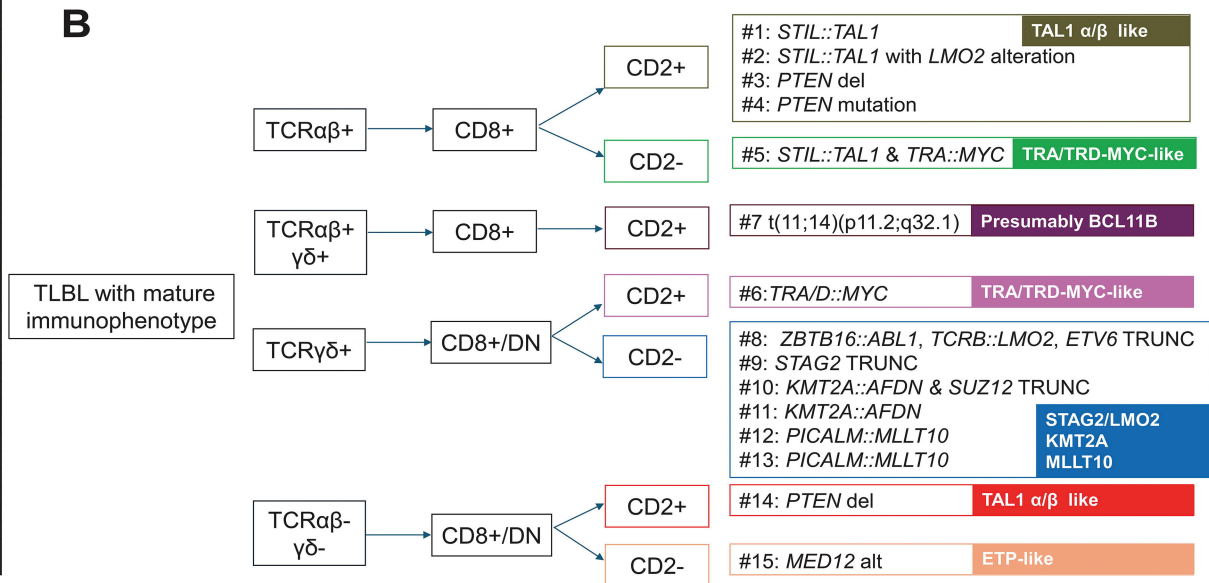 B
TLBL with mature
immunophenotype
TCRαβ+
CD8+
CD2+
#1: STIL::TAL1
TAL1 α/β like
#2: STIL::TAL1 with LMO2 alteration
#3: PTEN del
#4: PTEN mutation
CD2-
#5: STIL::TAL1 & TRA::MYC
TRA/TRD-MYC-like
TCRαβ+
γδ+
CD8+
CD2+
#7 t(11;14)(p11.2;q32.1)
Presumably BCL11B
TCRγδ+
CD8+/DN
CD2+
#6:TRA/D::MYC
TRA/TRD-MYC-like
CD2-
#8: ZBTB16::ABL1, TCRB::LMO2, ETV6 TRUNC
#9: STAG2 TRUNC
#10: KMT2A::AFDN & SUZ12 TRUNC
#11: KMT2A::AFDN
#12: PICALM::MLLT10
#13: PICALM::MLLT10
STAG2/LMO2
KMT2A
MLLT10
TCRαβ-
γδ-
CD8+/DN
CD2+
#14: PTEN del
TAL1 α/β like
CD2-
#15: MED12 alt
ETP-like